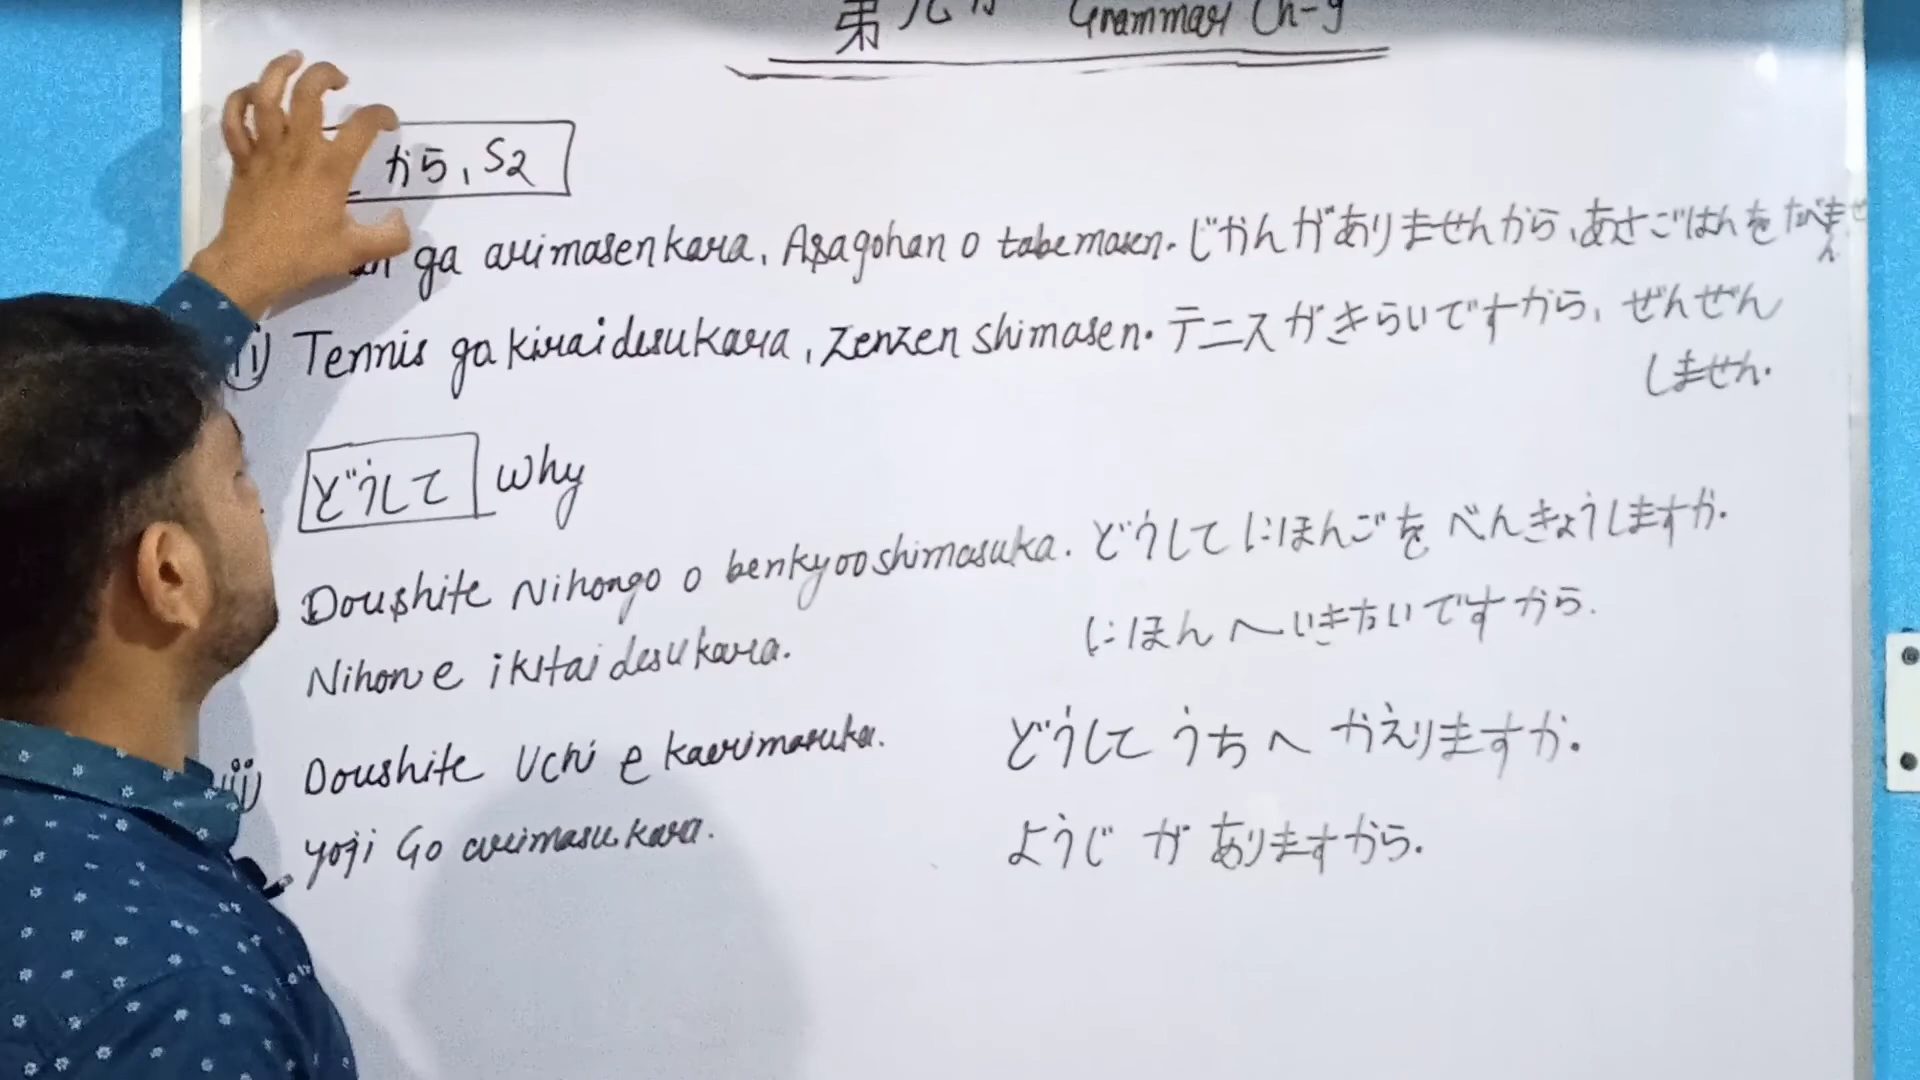 第九 Grammar Ch-9
から, S2
ga arimasenkara, Asagohan o tabemasen. じかんがありませんから、あさごはんをたべません
ii) Tennis ga kiraidesukara, Zenzen shimasen. テニスがきらいですから、ぜんぜん
しません.
どうして Why
Doushite Nihongo o benkyooshimasuka. どうしてにほんごをべんきょうしますか.
Nihon e ikitai desukara. にほんへいきたいですから.
ii) Doushite Uchi e kaerimasuka. どうしてうちへかえりますか.
yoji Ga arimasukara. ようじがありますから.